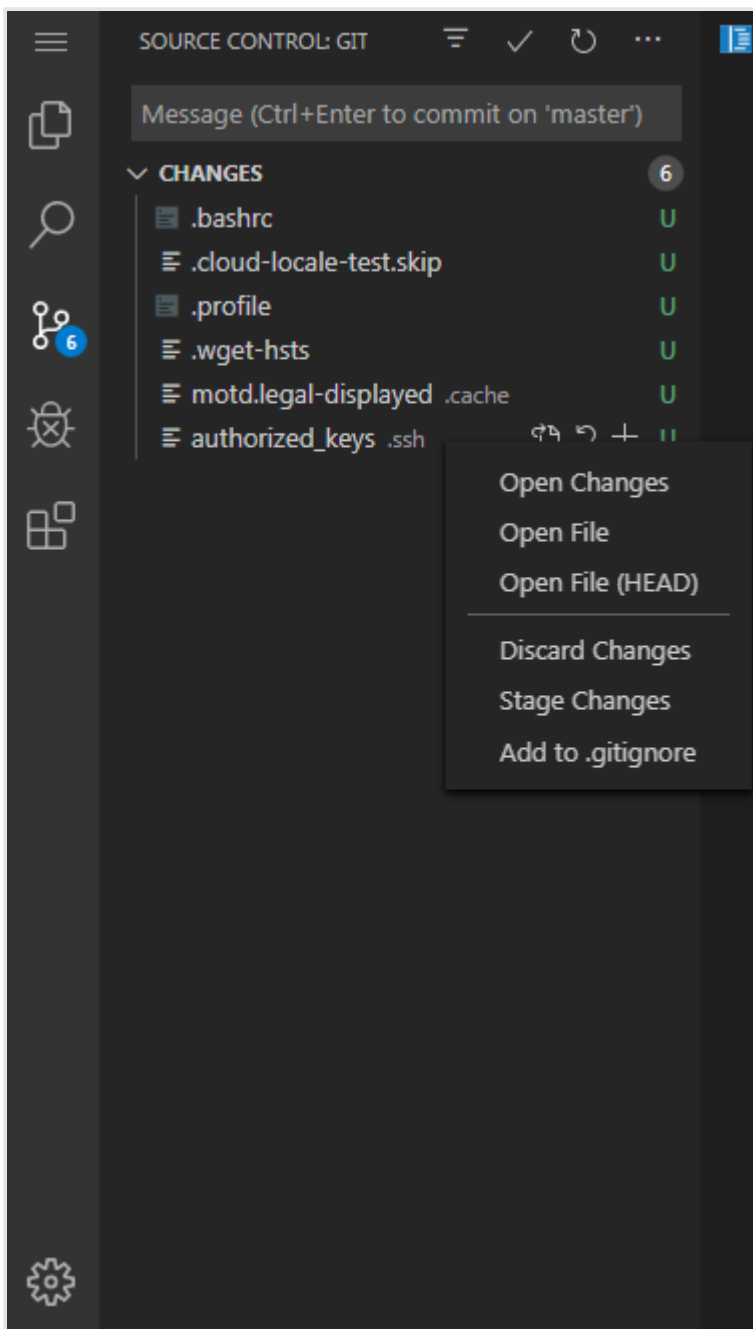 SOURCE CONTROL: GIT
Message (Ctrl+Enter to commit on 'master')
CHANGES 6
.bashrc U
.cloud-locale-test.skip U
.profile U
.wget-hsts U
6
motd.legal-displayed .cache U
authorized_keys .ssh U
Open Changes
Open File
Open File (HEAD)
Discard Changes
Stage Changes
Add to .gitignore